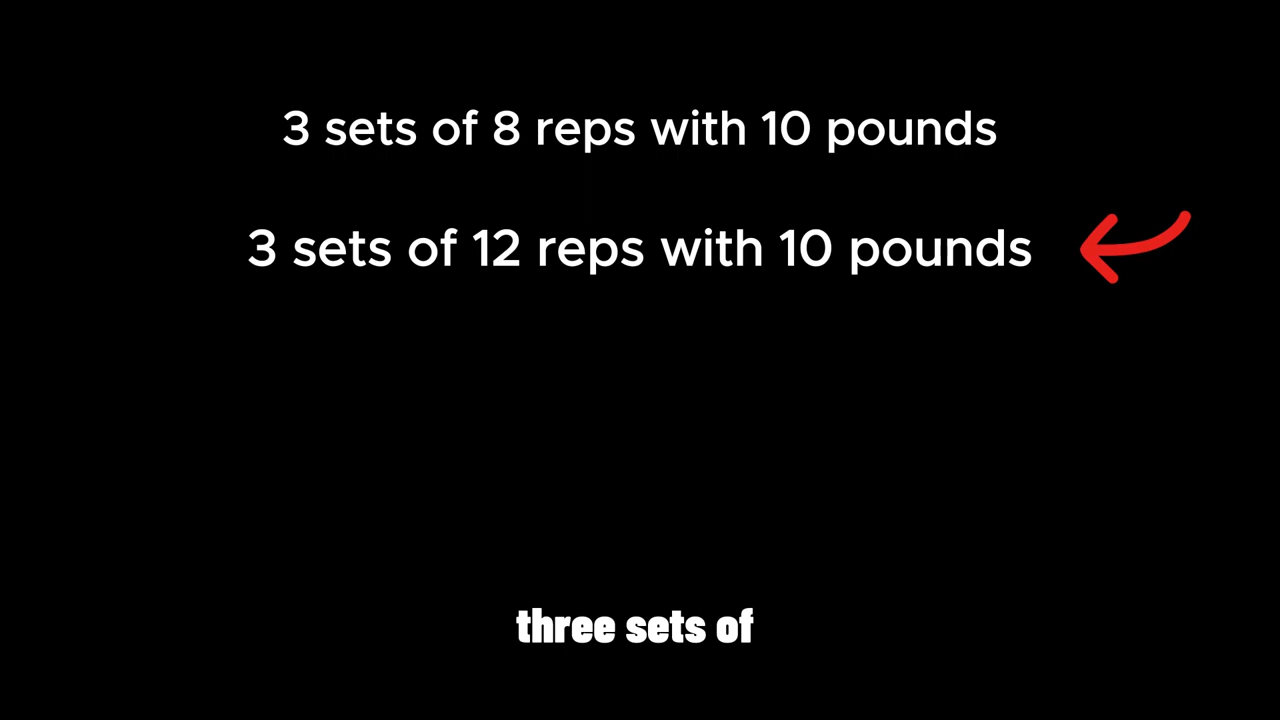 3 sets of 8 reps with 10 pounds
3 sets of 12 reps with 10 pounds
three sets of